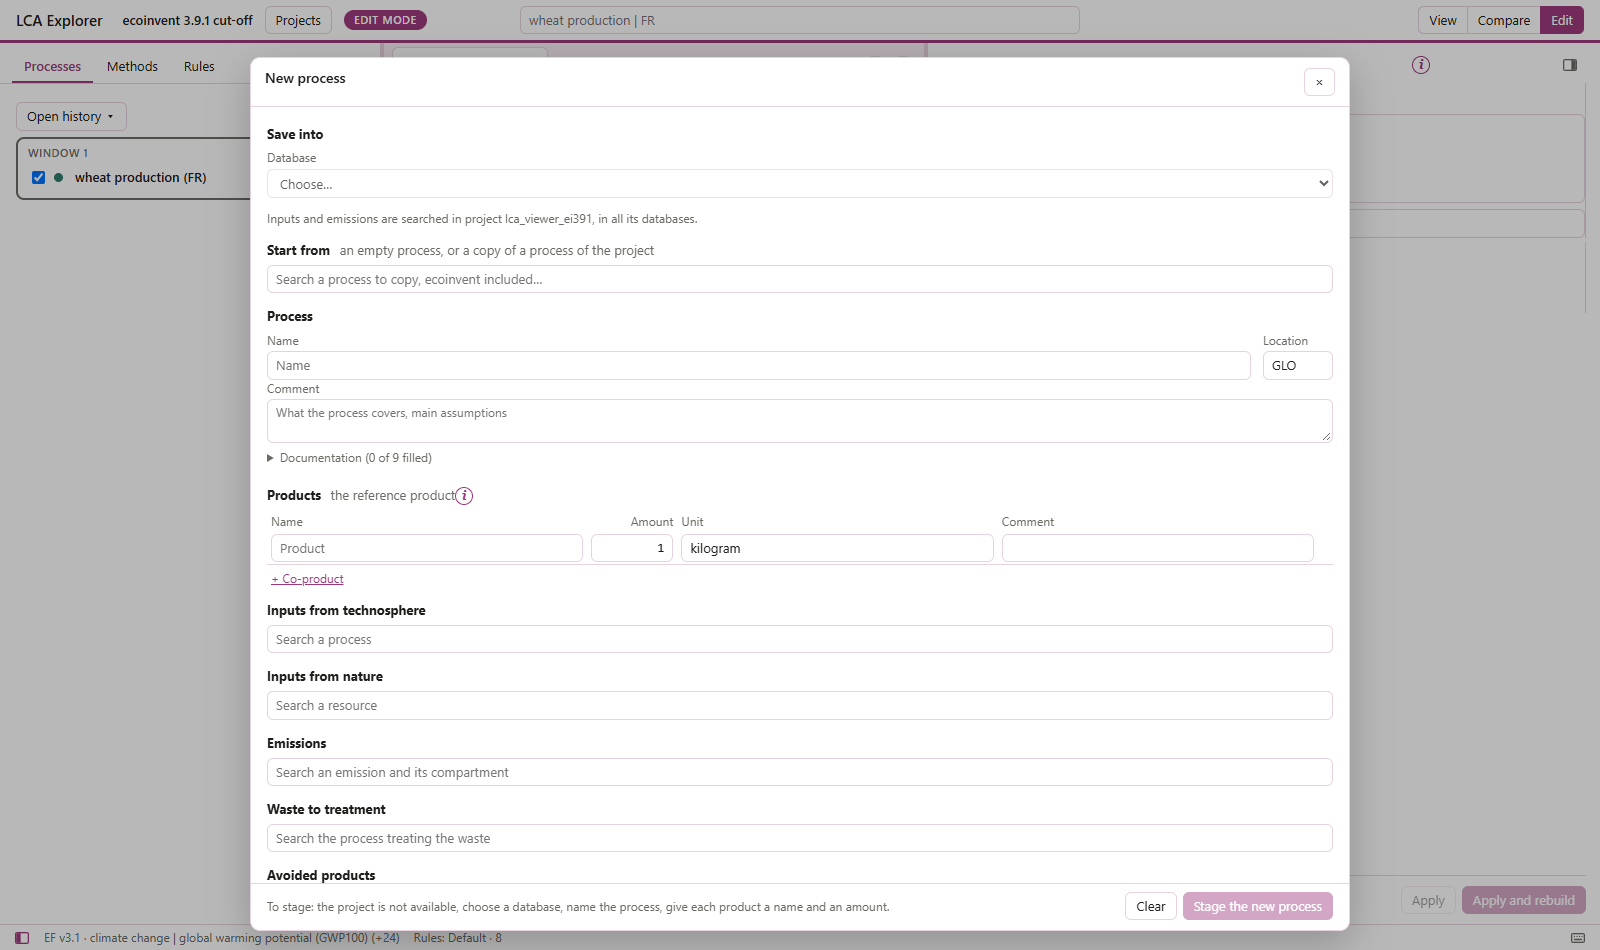 LCA Explorer ecoinvent 3.9.1 cut-off Projects EDIT MODE wheat production | FR View Compare Edit
Processes Methods Rules
Open history
WINDOW 1
wheat production (FR)
New process
×
Save into
Database
Choose...
Inputs and emissions are searched in project lca_viewer_ei391, in all its databases.
Start from an empty process, or a copy of a process of the project
Search a process to copy, ecoinvent included...
Process
Name Location
Name GLO
Comment
What the process covers, main assumptions
Documentation (0 of 9 filled)
Products the reference product i
Name Amount Unit Comment
Product 1 kilogram
+ Co-product
Inputs from technosphere
Search a process
Inputs from nature
Search a resource
Emissions
Search an emission and its compartment
Waste to treatment
Search the process treating the waste
Avoided products
To stage: the project is not available, choose a database, name the process, give each product a name and an amount. Clear Stage the new process
Apply Apply and rebuild
EF v3.1 · climate change | global warming potential (GWP100) (+24) Rules: Default · 8